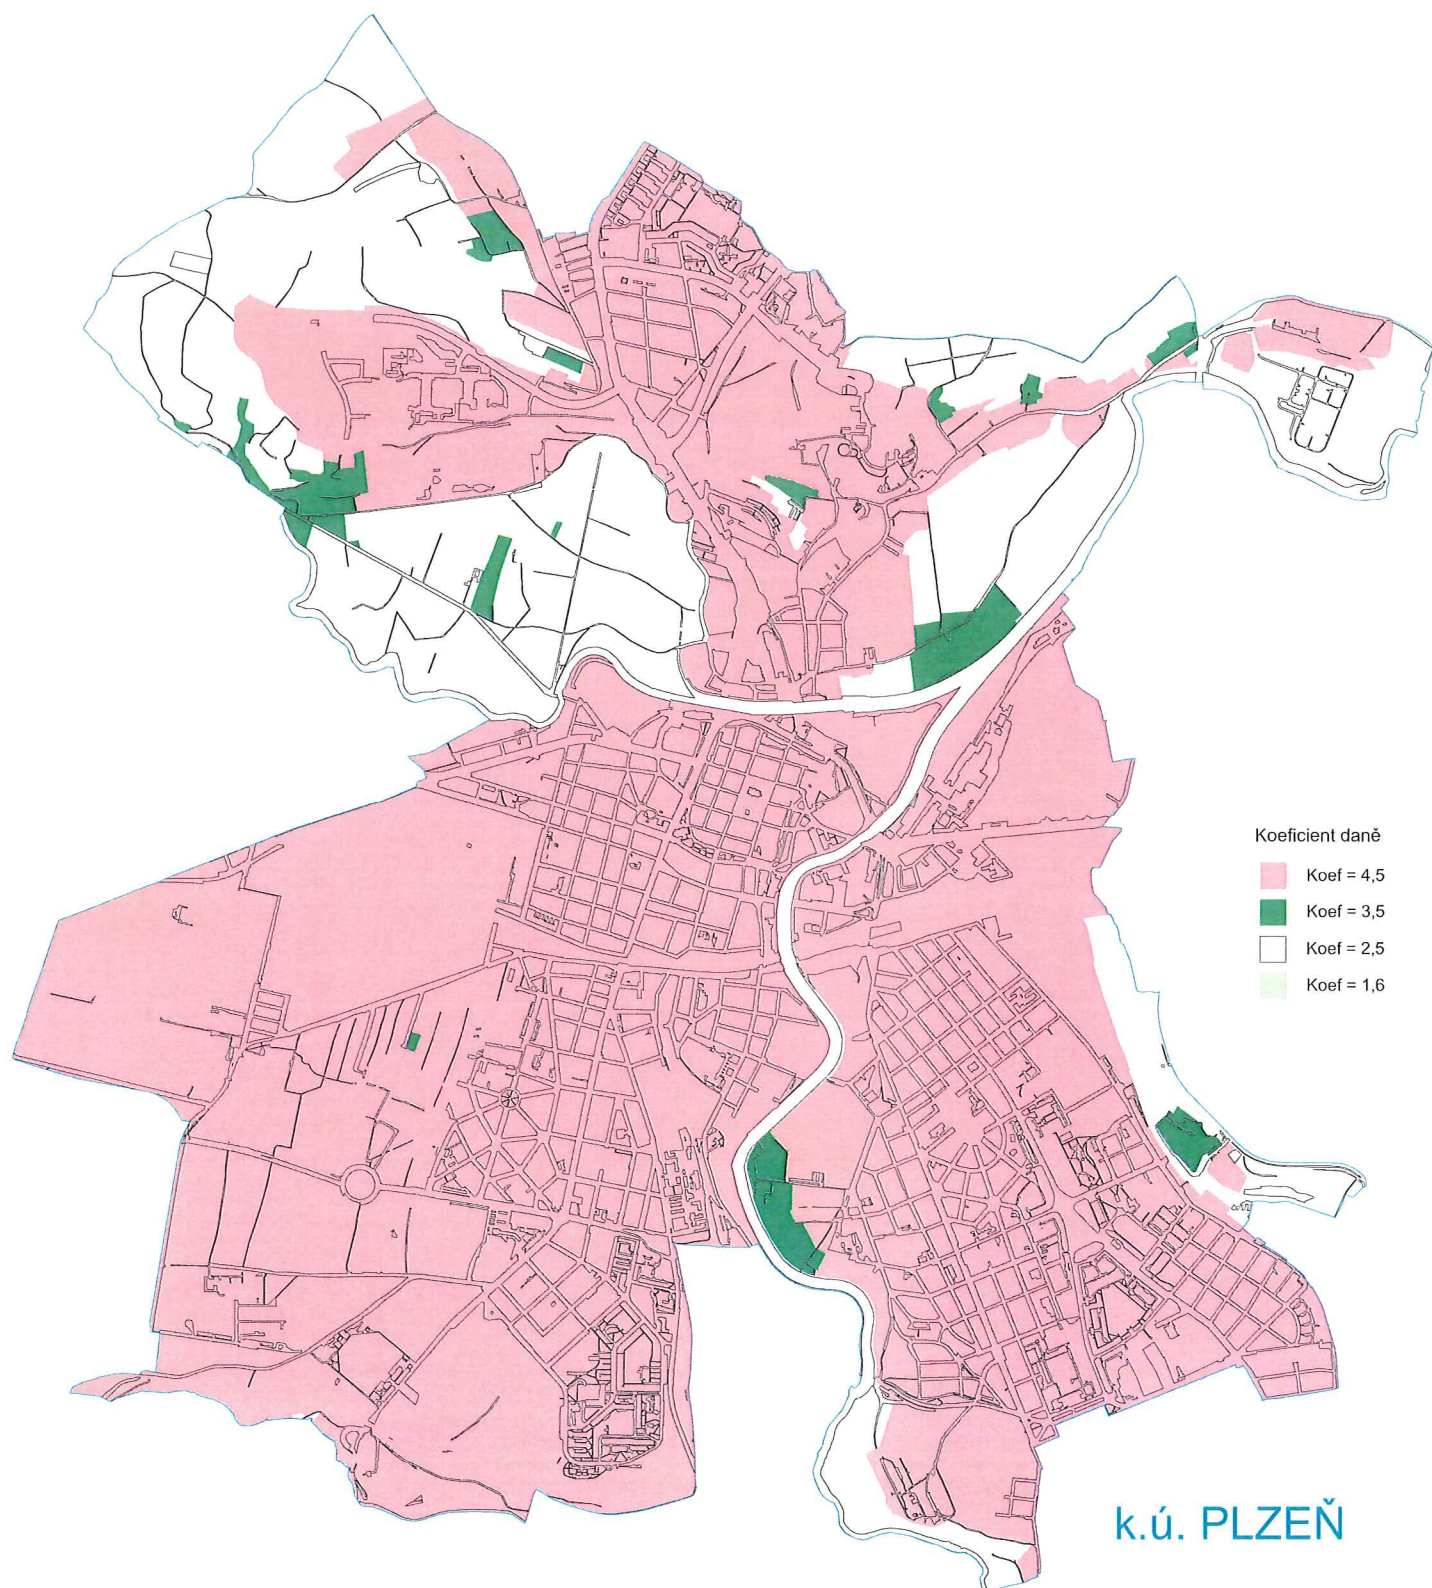 Koeficient daně
Koef = 4,5
Koef = 3,5
Koef = 2,5
Koef = 1,6
k.ú. PLZEŇ